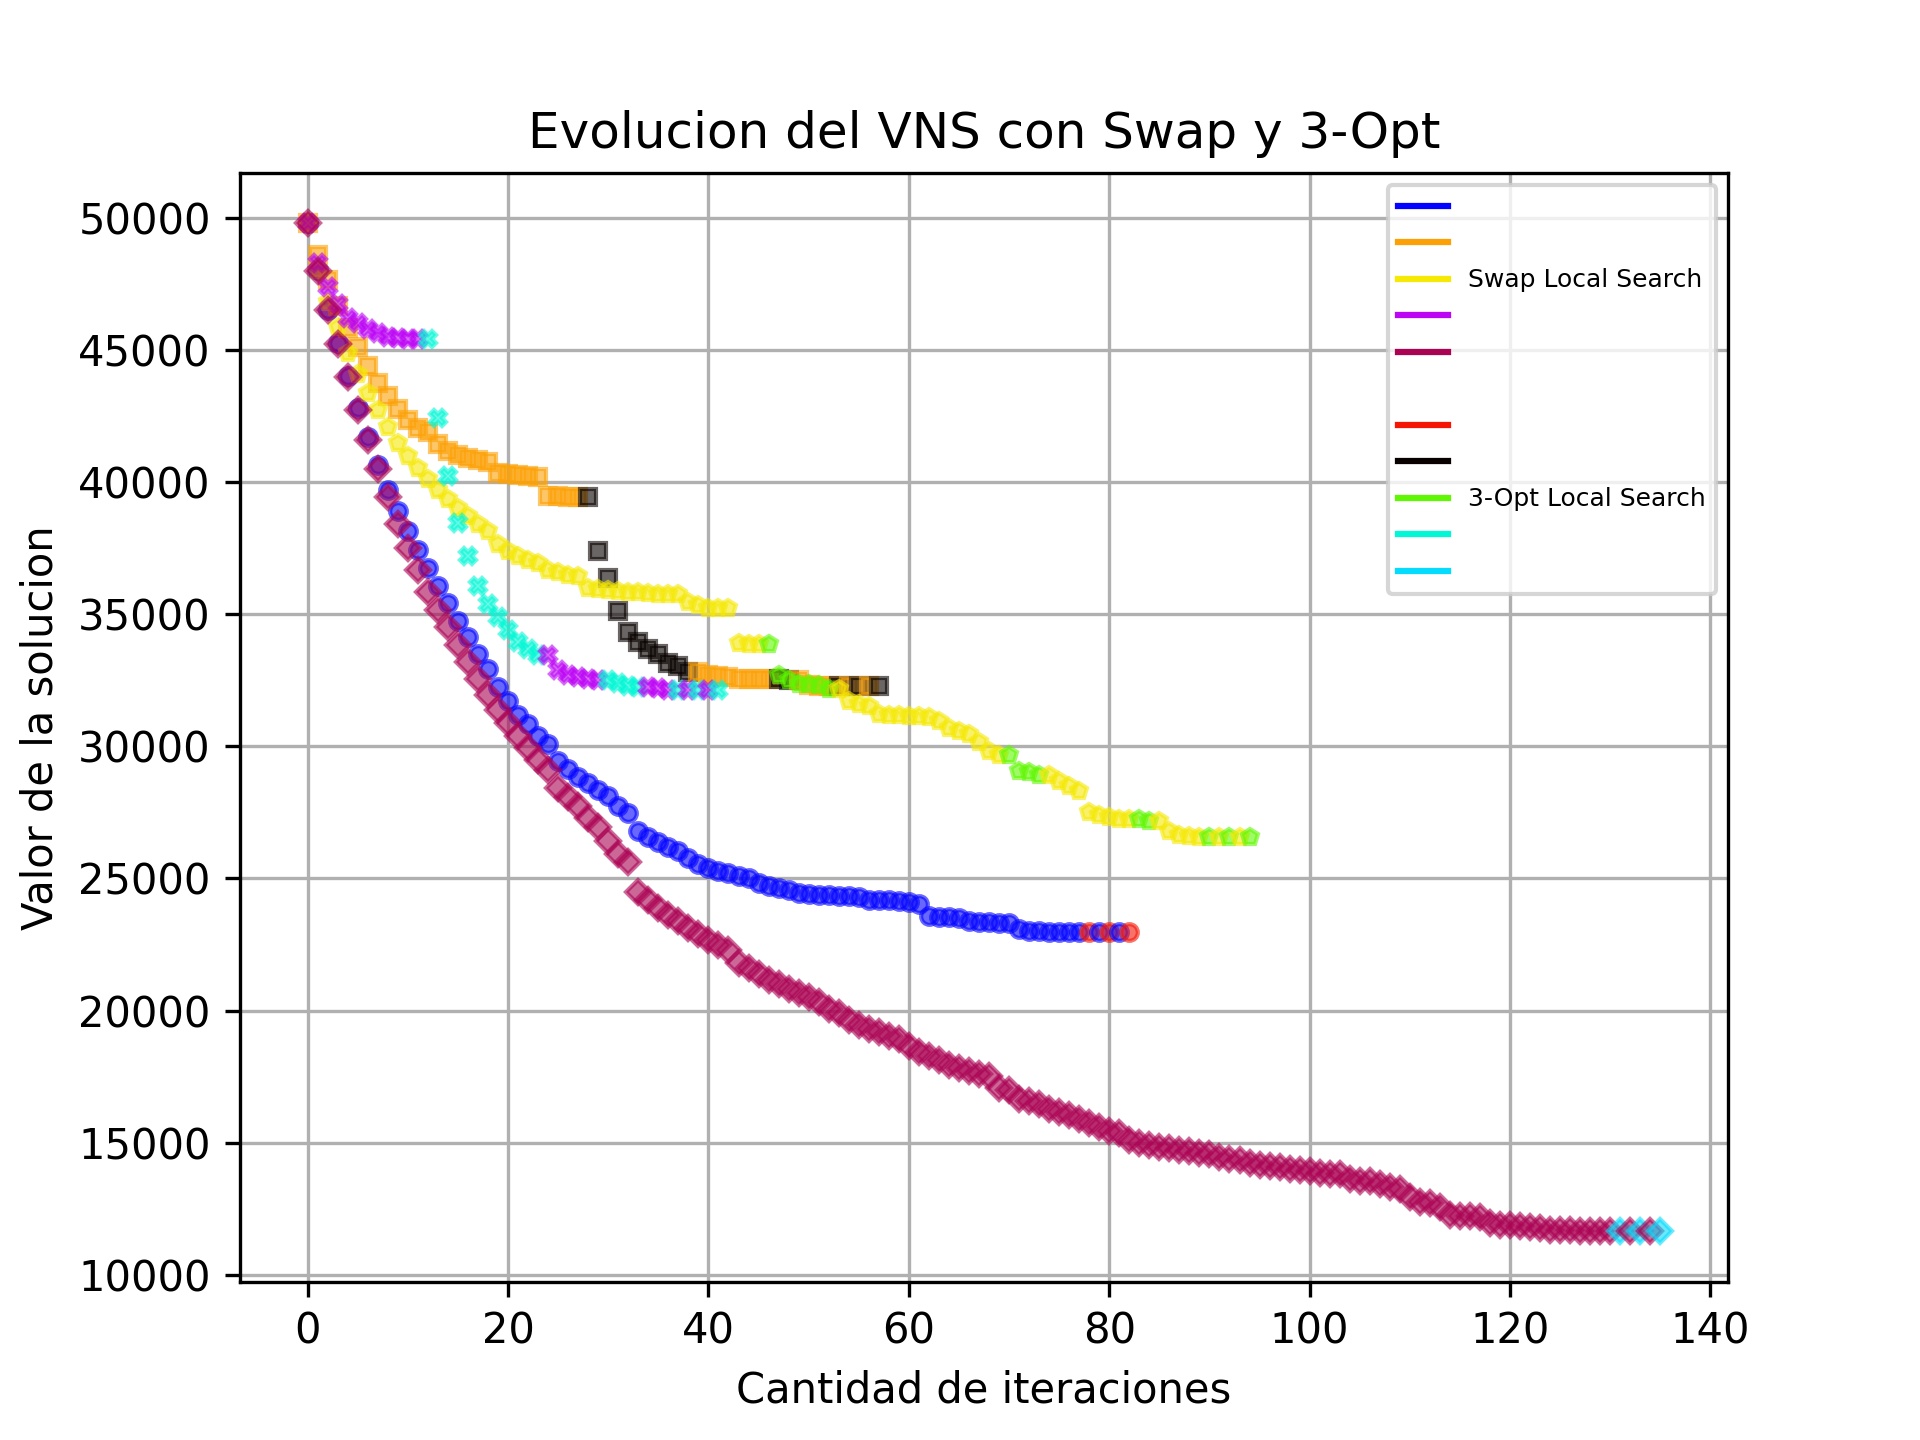 Evolucion del VNS con Swap y 3-Opt
Valor de la solucion
50000
45000
40000
35000
30000
25000
20000
15000
10000
Swap Local Search
3-Opt Local Search
0 20 40 60 80 100 120 140
Cantidad de iteraciones